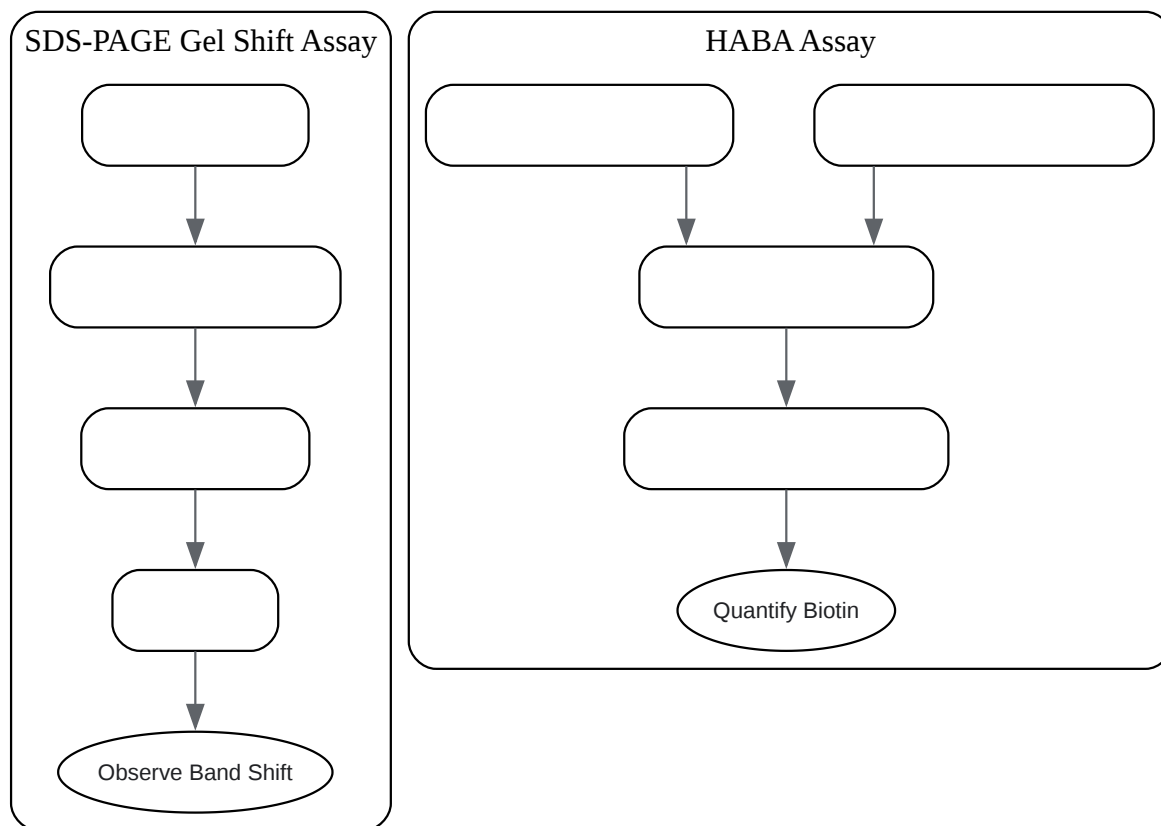 SDS-PAGE Gel Shift Assay
HABA Assay
Quantify Biotin
Observe Band Shift